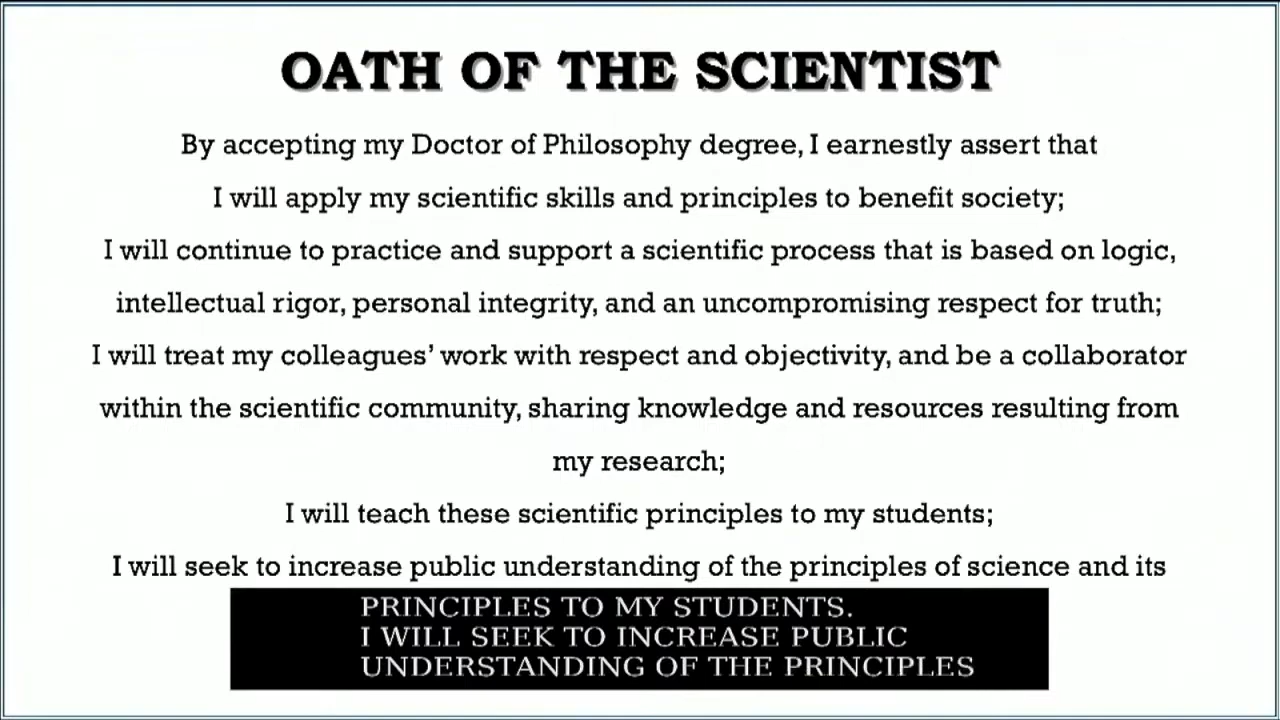 OATH OF THE SCIENTIST
By accepting my Doctor of Philosophy degree, I earnestly assert that
I will apply my scientific skills and principles to benefit society;
I will continue to practice and support a scientific process that is based on logic,
intellectual rigor, personal integrity, and an uncompromising respect for truth;
I will treat my colleagues’ work with respect and objectivity, and be a collaborator
within the scientific community, sharing knowledge and resources resulting from
my research;
I will teach these scientific principles to my students;
I will seek to increase public understanding of the principles of science and its
PRINCIPLES TO MY STUDENTS.
I WILL SEEK TO INCREASE PUBLIC
UNDERSTANDING OF THE PRINCIPLES